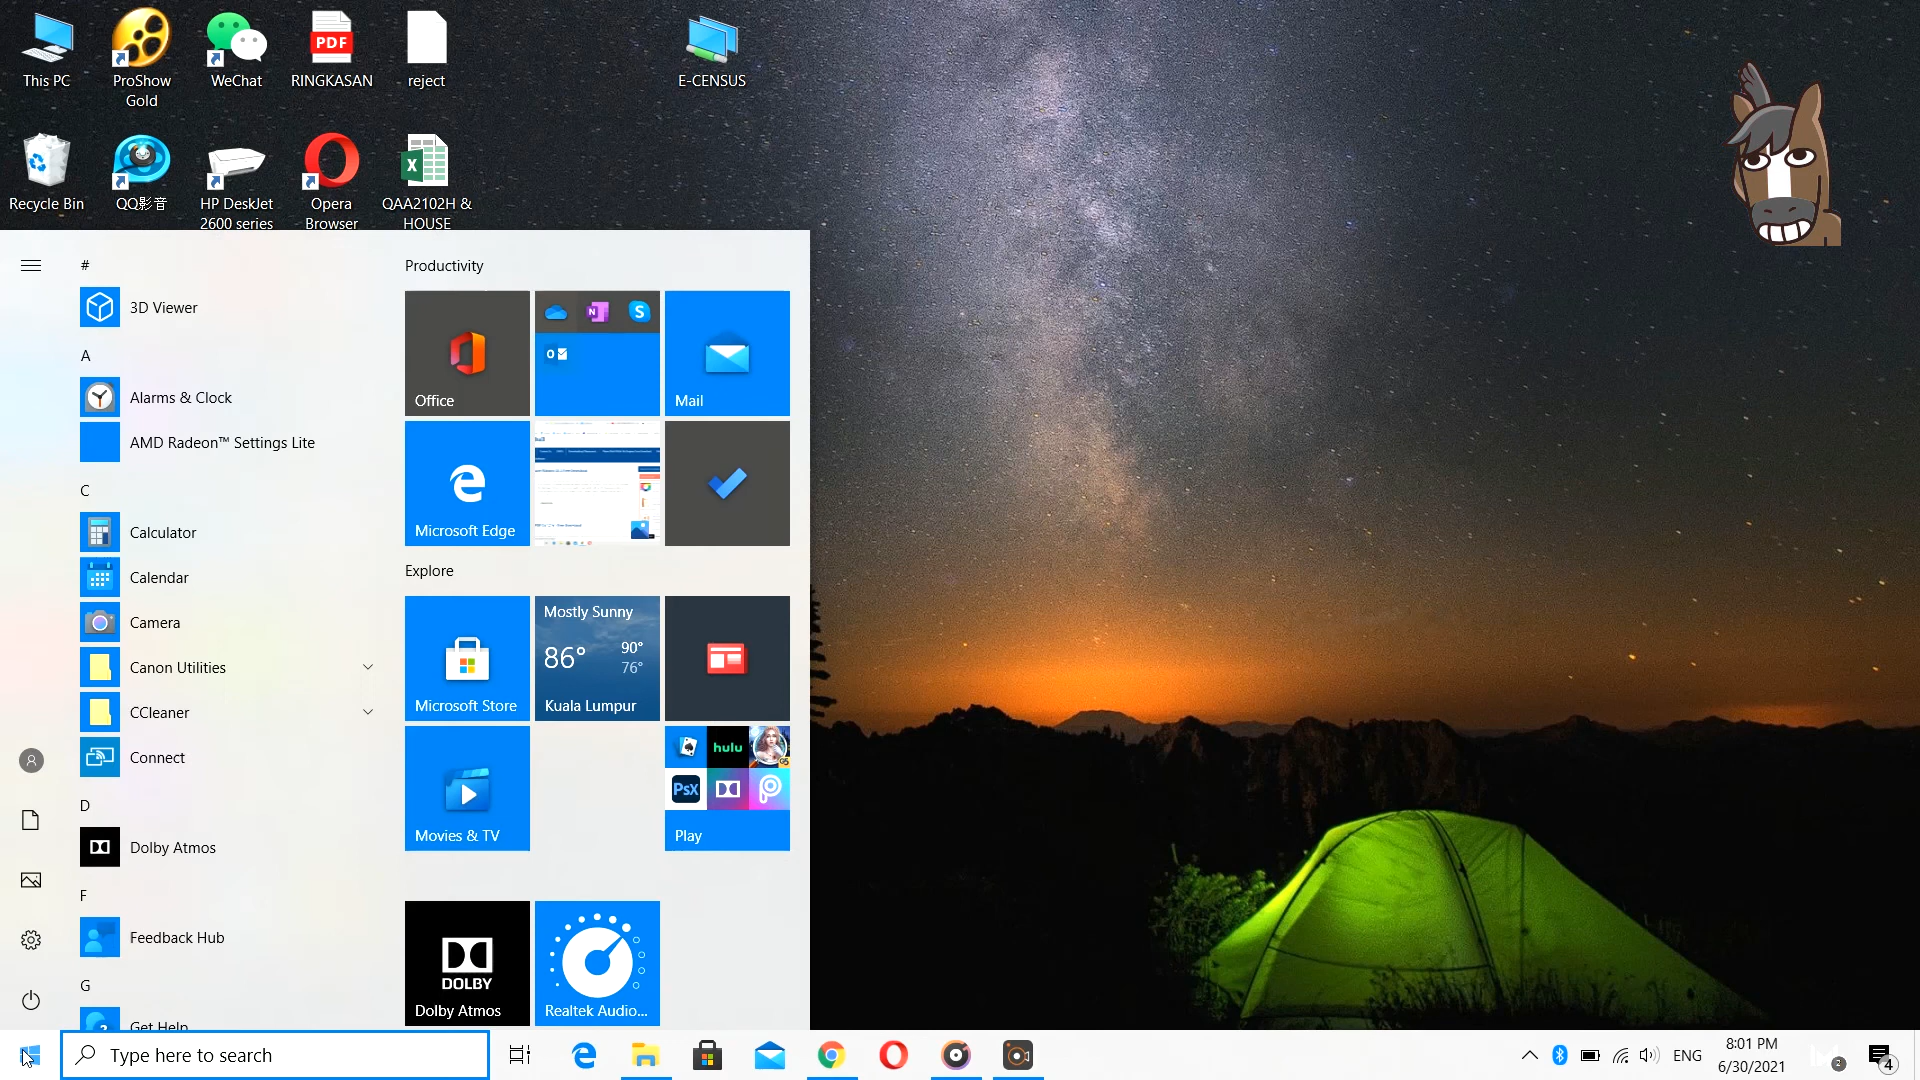 This PC
ProShow
Gold
WeChat
PDF
RINGKASAN
reject
E-CENSUS
Recycle Bin
QQ影音
HP DeskJet
2600 series
Opera
Browser
X
QAA2102H &
HOUSE
#
3D Viewer
A
Alarms & Clock
AMD Radeon™ Settings Lite
C
Calculator
Calendar
Camera
Canon Utilities
CCleaner
Connect
D
Dolby Atmos
F
Feedback Hub
G
Get Help
Productivity
Office
N
S
O
Mail
Microsoft Edge
Explore
Microsoft Store
Mostly Sunny
86°
90°
76°
Kuala Lumpur
Movies & TV
hulu
G5
PsX
Play
DOLBY
Dolby Atmos
Realtek Audio...
Type here to search
ENG
8:01 PM
6/30/2021
2
4